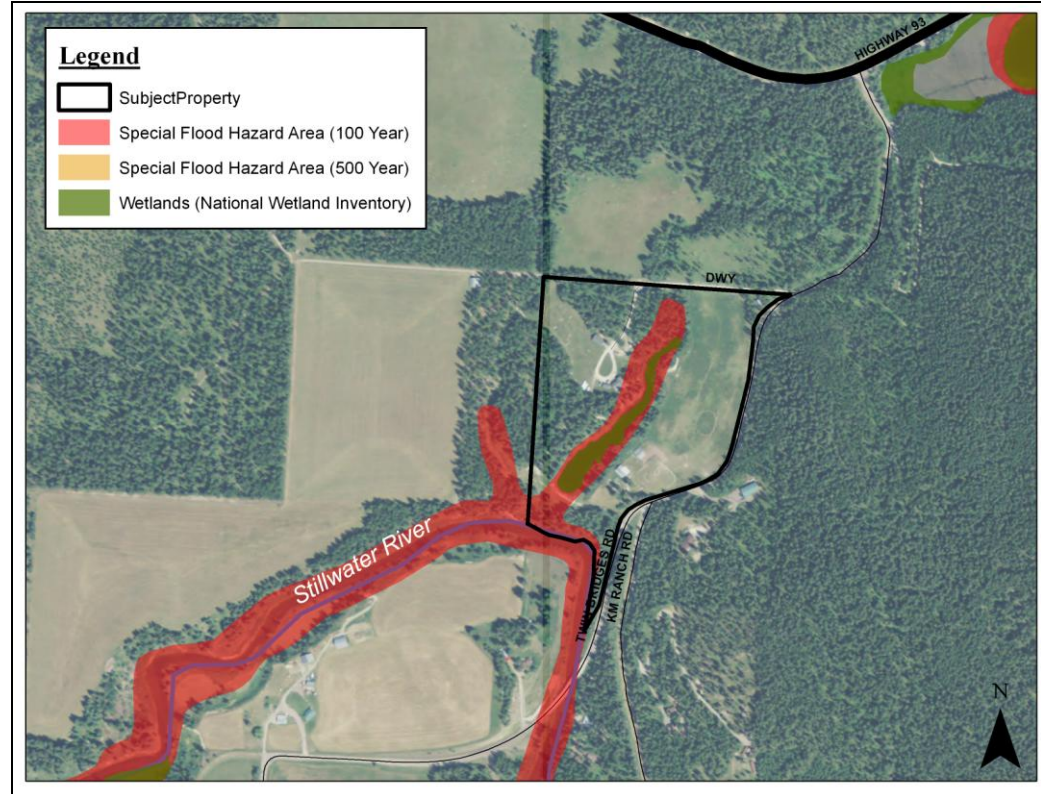 Legend
SubjectProperty
Special Flood Hazard Area (100 Year)
Special Flood Hazard Area (500 Year)
Wetlands (National Wetland Inventory)
HIGHWAY 93
DWY
Stillwater River
TWIN BRIDGES RD
KM RANCH RD
N